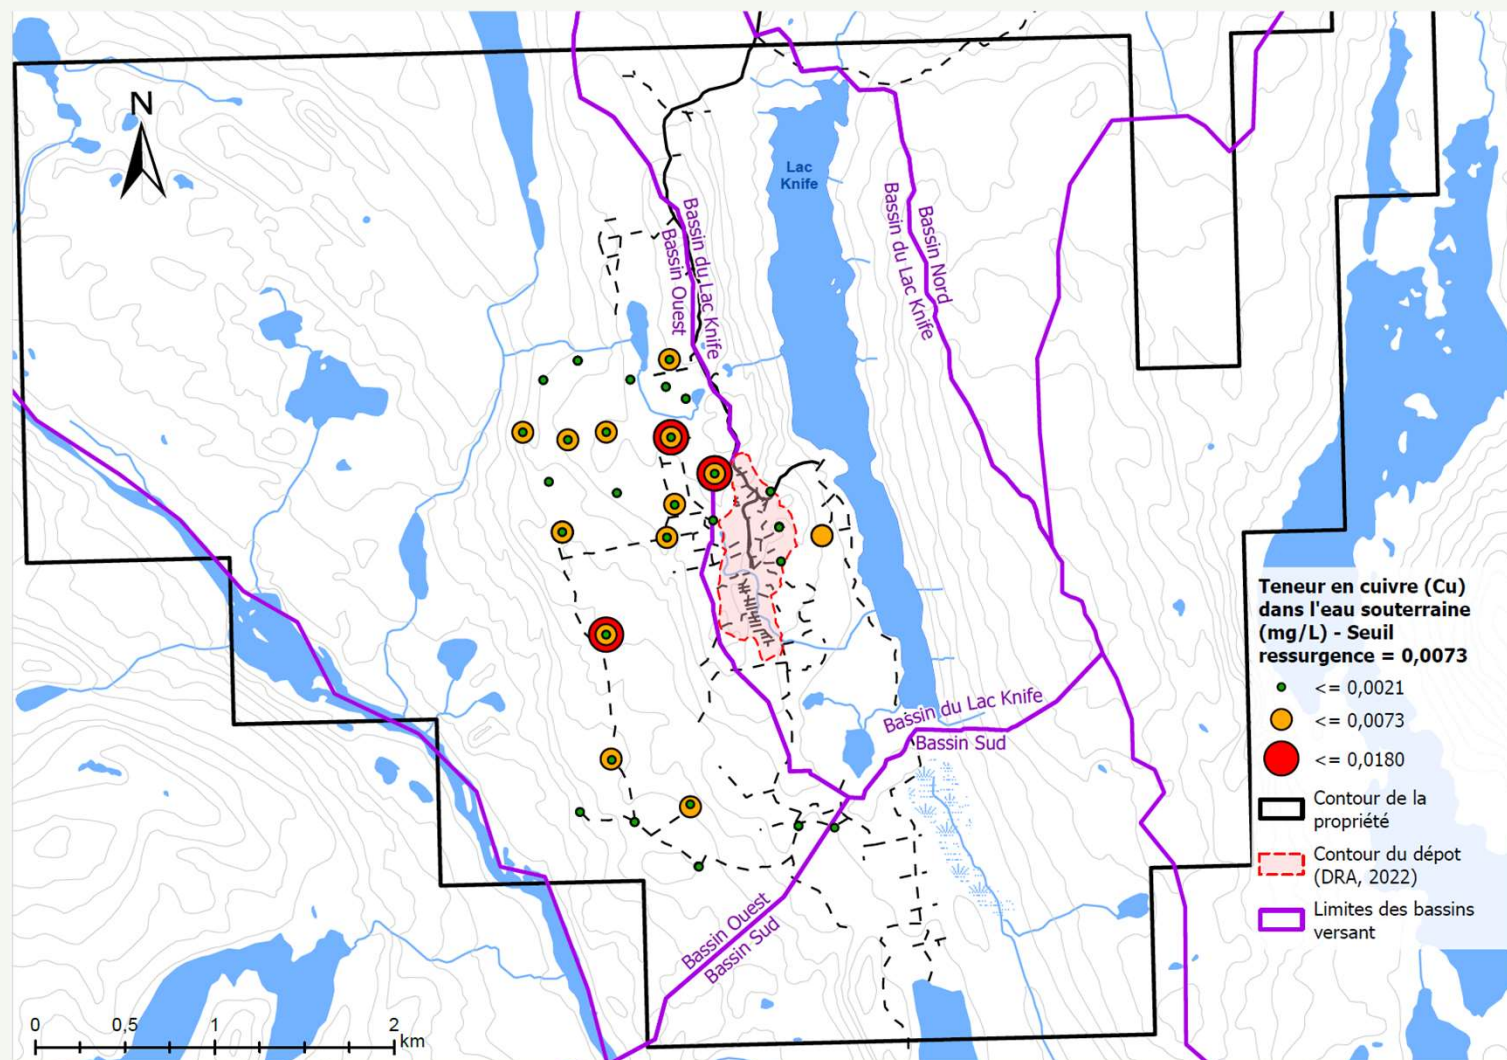 N
Lac
Knife
Bassin du Lac Knife
Bassin Ouest
Bassin Nord
Bassin du Lac Knife
Teneur en cuivre (Cu)
dans l'eau souterraine
(mg/L) - Seuil
ressurgence = 0,0073
<= 0,0021
<= 0,0073
<= 0,0180
Contour de la
propriété
Contour du dépot
(DRA, 2022)
Limites des bassins
versant
Bassin du Lac Knife
Bassin Sud
Bassin Ouest
Bassin Sud
0 0,5 1 2
km